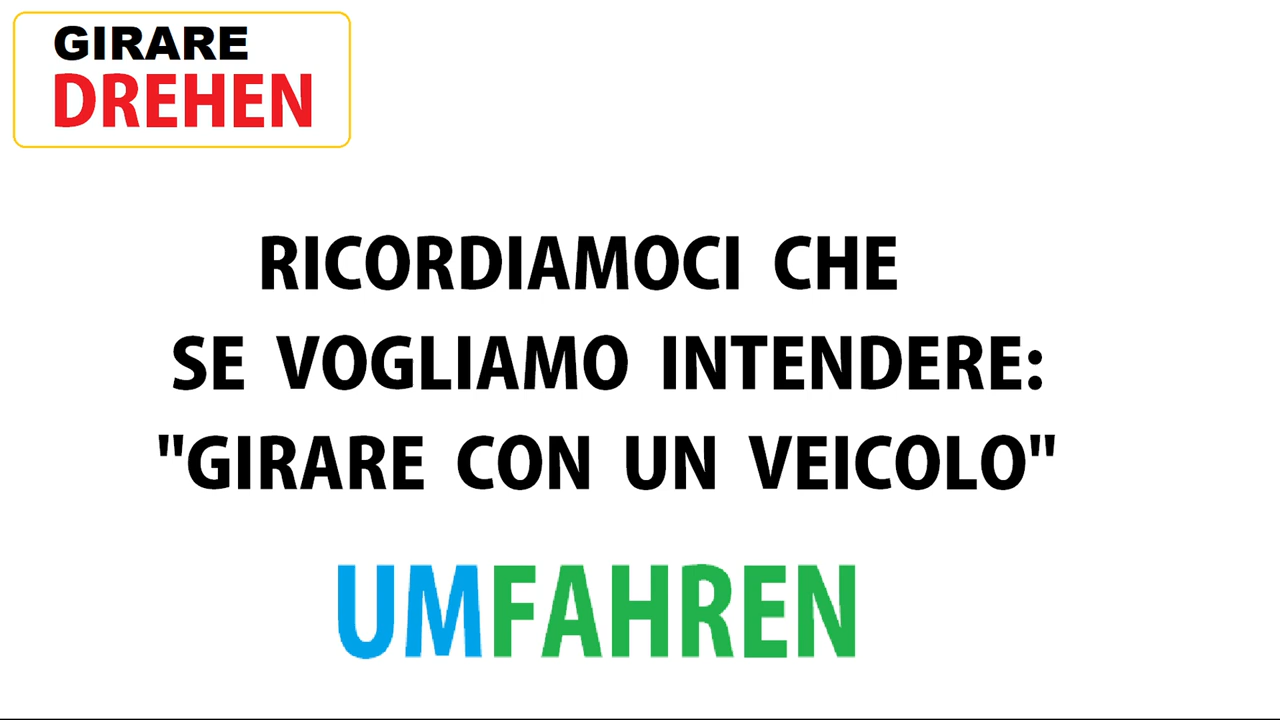 GIRARE
DREHEN
RICORDIAMOCI CHE
SE VOGLIAMO INTENDERE:
"GIRARE CON UN VEICOLO"
UMFAHREN